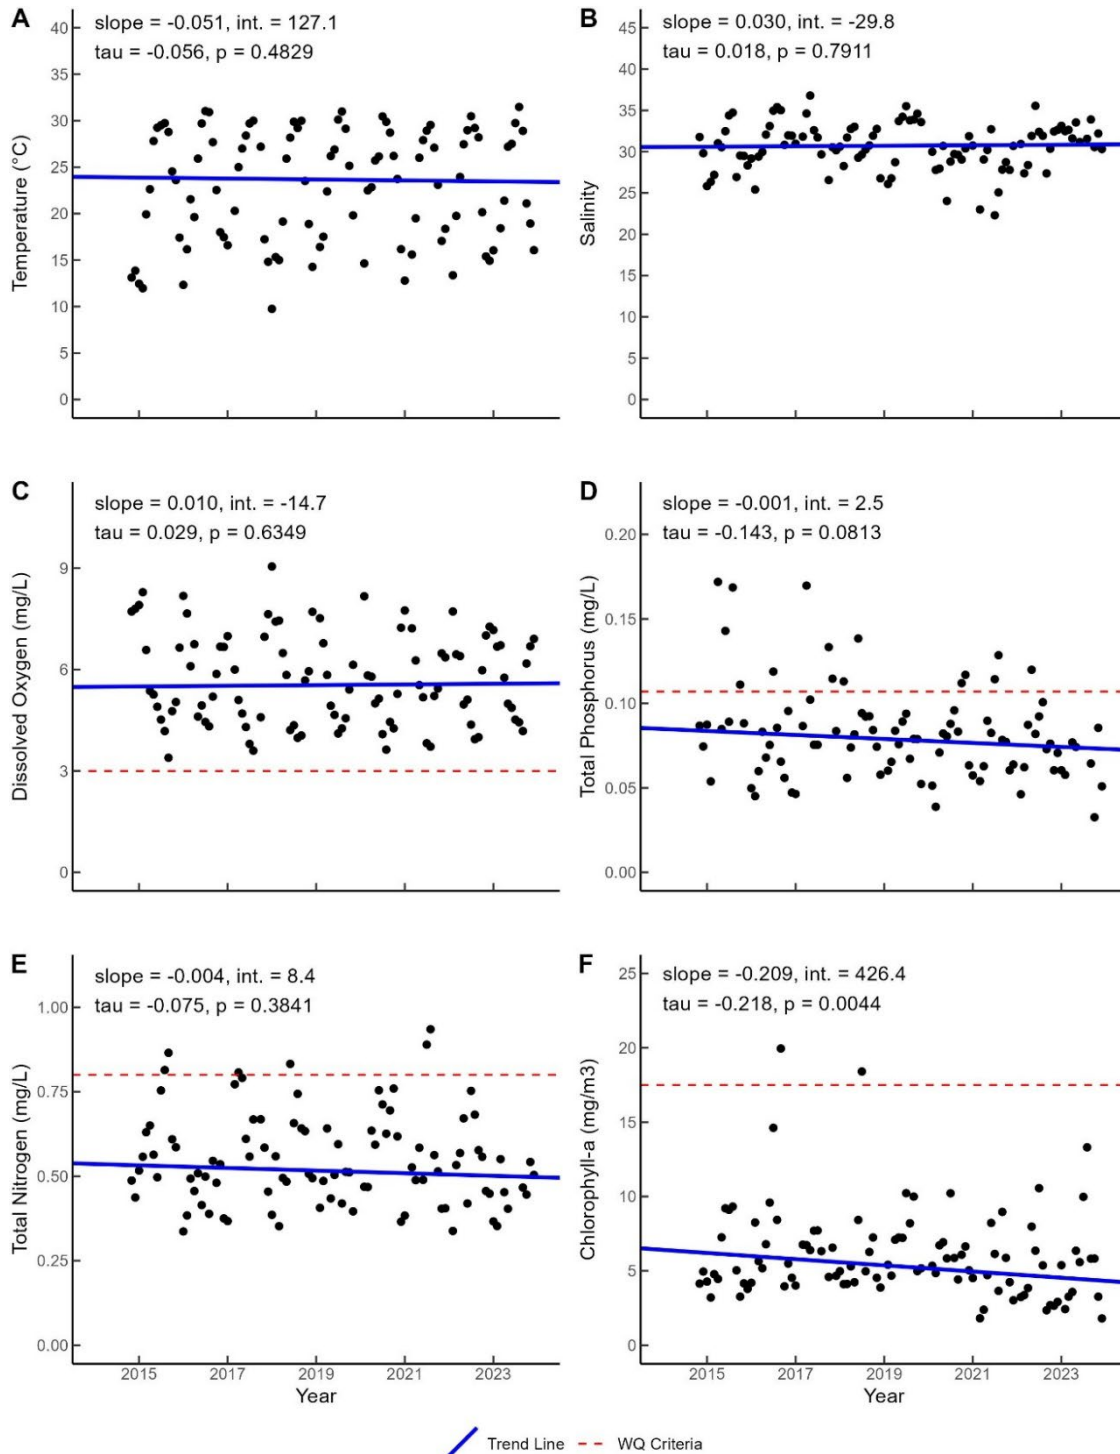 A
slope = -0.051, int. = 127.1
tau = -0.056, p = 0.4829
Temperature (°C)
40
35
30
25
20
15
10
5
0
B
slope = 0.030, int. = -29.8
tau = 0.018, p = 0.7911
Salinity
45
40
35
30
25
20
15
10
5
0
C
slope = 0.010, int. = -14.7
tau = 0.029, p = 0.6349
Dissolved Oxygen (mg/L)
9
6
3
0
D
slope = -0.001, int. = 2.5
tau = -0.143, p = 0.0813
Total Phosphorus (mg/L)
0.20
0.15
0.10
0.05
0.00
E
slope = -0.004, int. = 8.4
tau = -0.075, p = 0.3841
Total Nitrogen (mg/L)
1.00
0.75
0.50
0.25
0.00
2015 2017 2019 2021 2023
Year
F
slope = -0.209, int. = 426.4
tau = -0.218, p = 0.0044
Chlorophyll-a (mg/m3)
25
20
15
10
5
0
2015 2017 2019 2021 2023
Year
Trend Line WQ Criteria